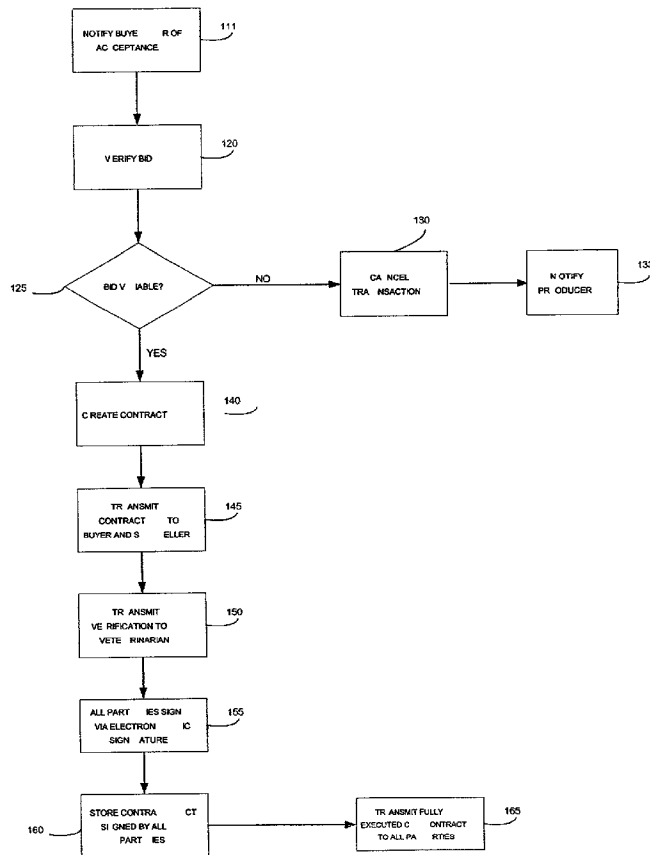 NOTIFY BUYE R OF
AC CEPTANCE
111
V ERIFY BID
120
BID V IABLE?
125
NO
130
CA NCEL
TRA NSACTION
N OTIFY
PR ODUCER
YES
C REATE CONTRACT
140
TR ANSMIT
CONTRACT TO
BUYER AND S ELLER
145
TR ANSMIT
VE RIFICATION TO
VETE RINARIAN
150
ALL PART IES SIGN
VIA ELECTRON IC
SIGN ATURE
155
STORE CONTRA CT
SI GNED BY ALL
PART IES
160
TR ANSMIT FULLY
EXECUTED C ONTRACT
TO ALL PA RTIES
165